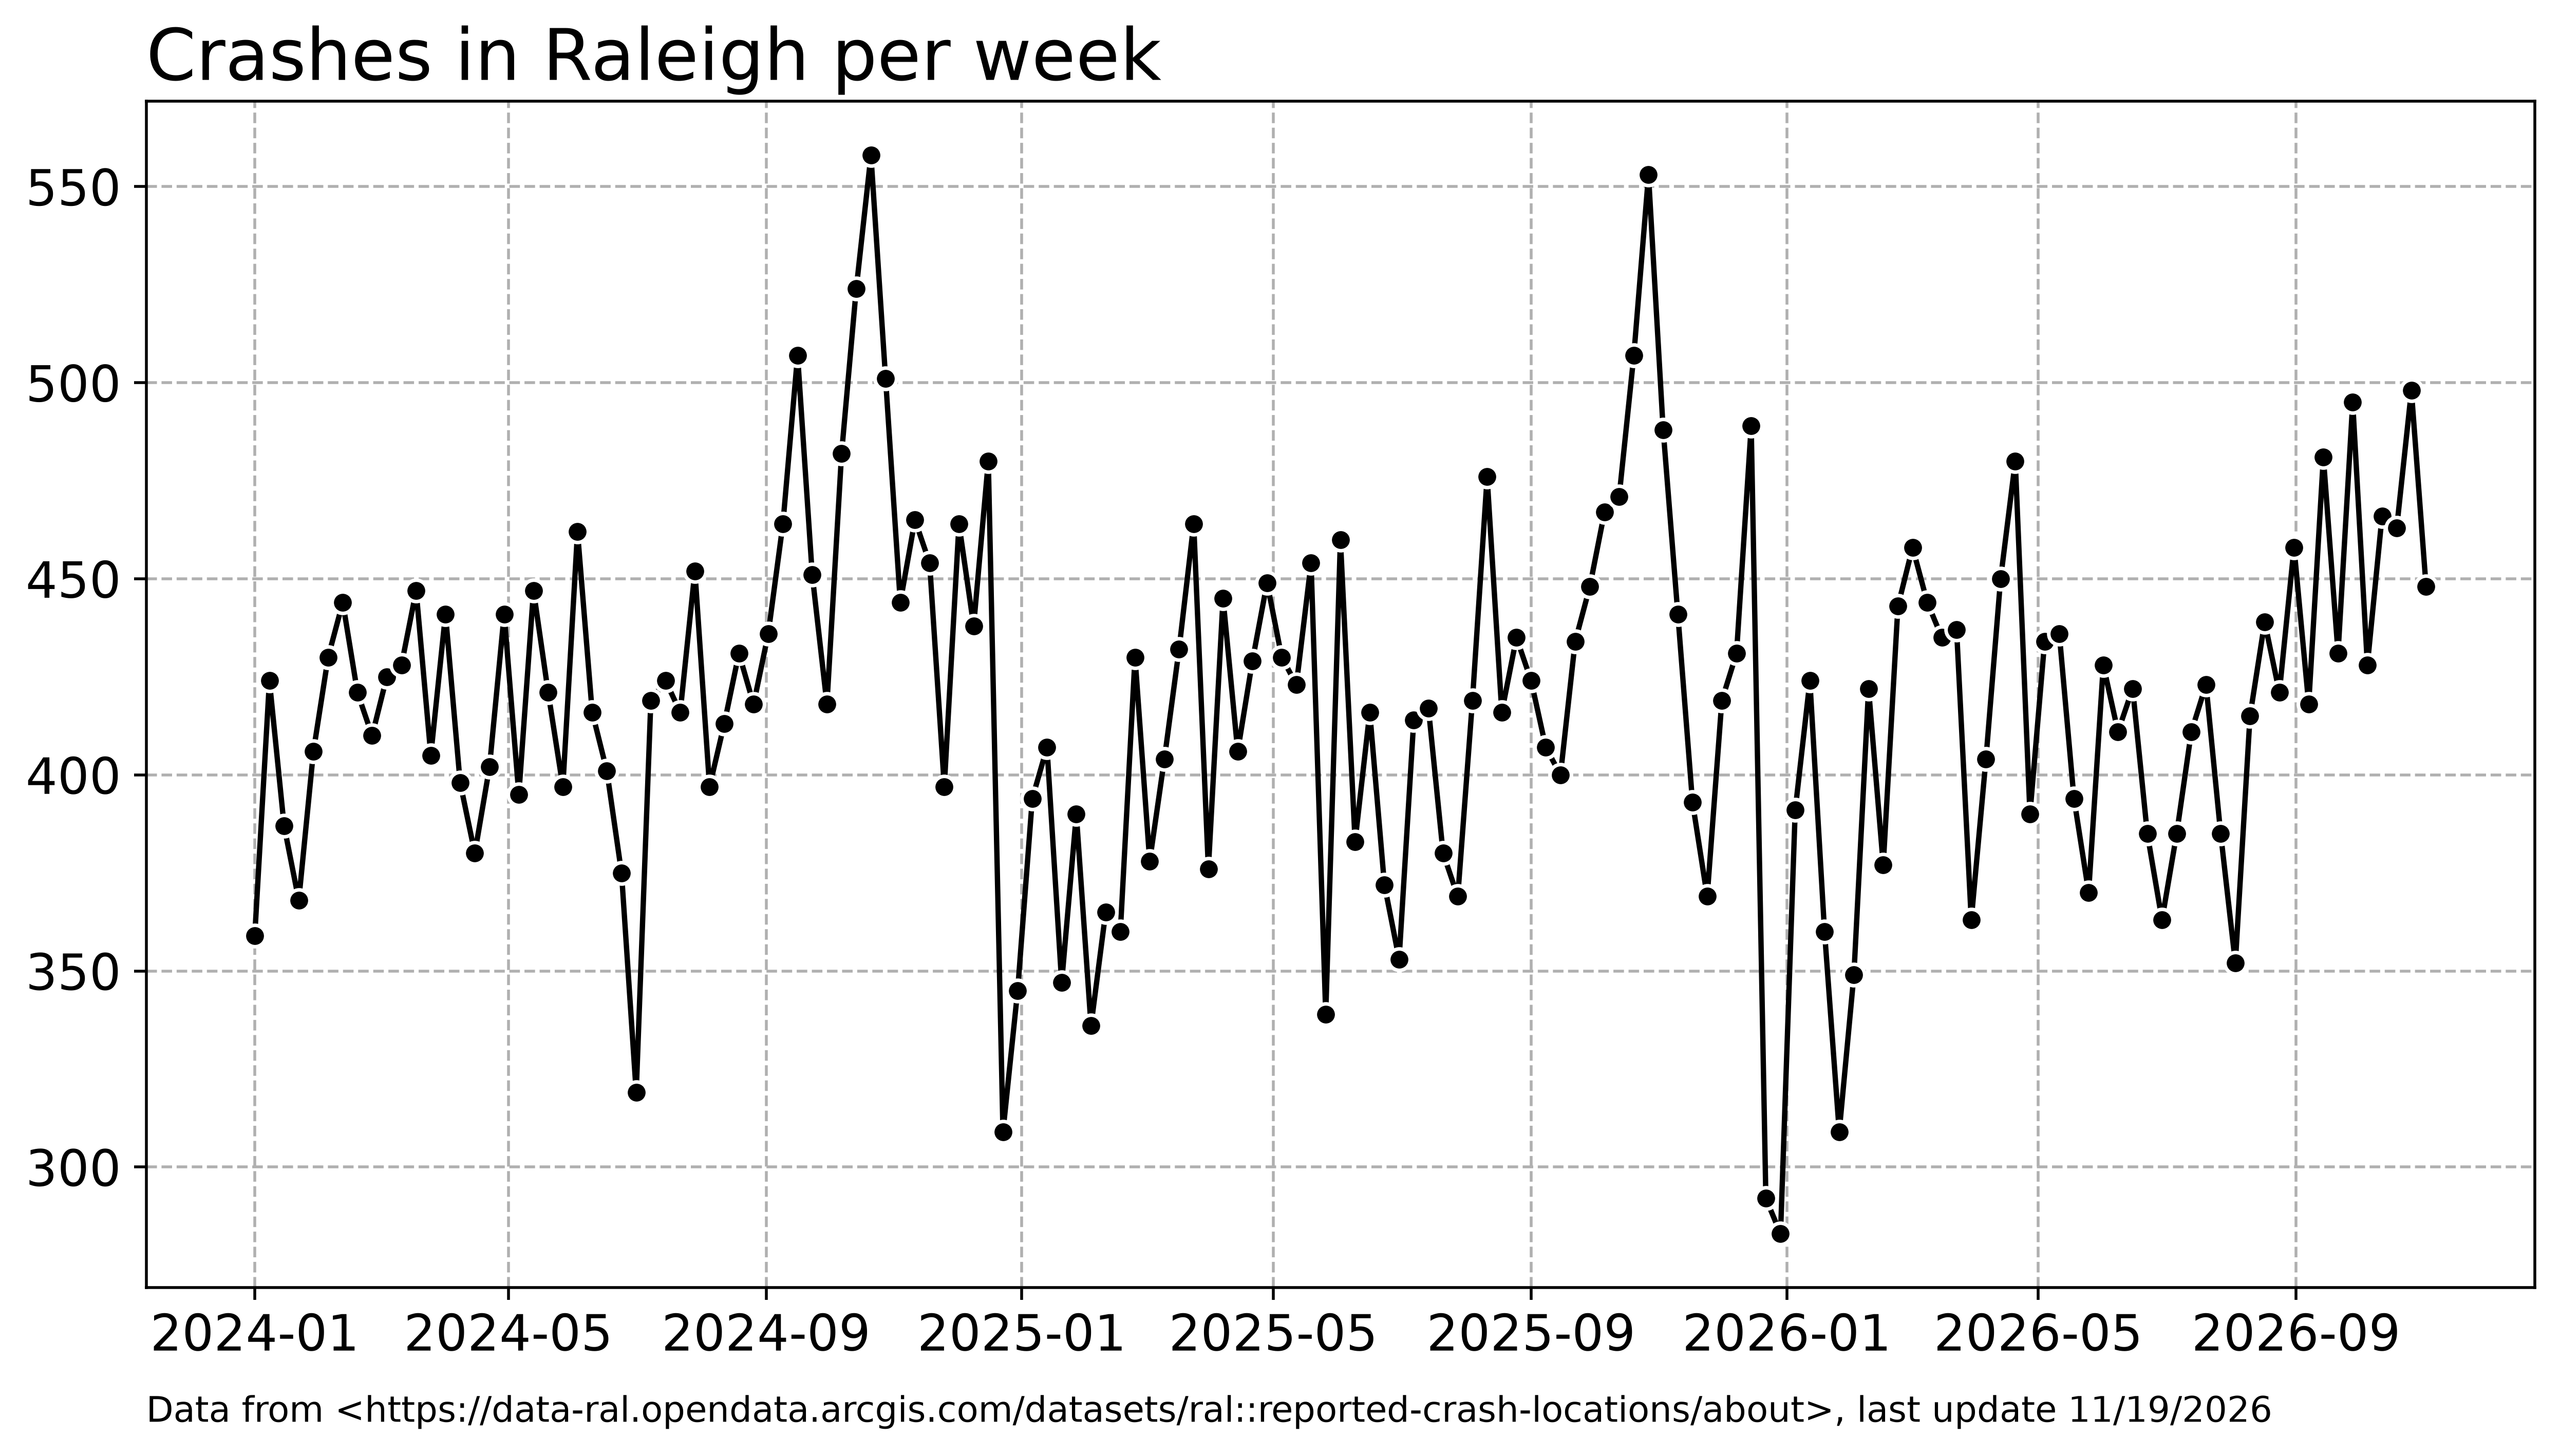 Crashes in Raleigh per week
550
500
450
400
350
300
2024-01 2024-05 2024-09 2025-01 2025-05 2025-09 2026-01 2026-05 2026-09
Data from <https://data-ral.opendata.arcgis.com/datasets/ral::reported-crash-locations/about>, last update 11/19/2026